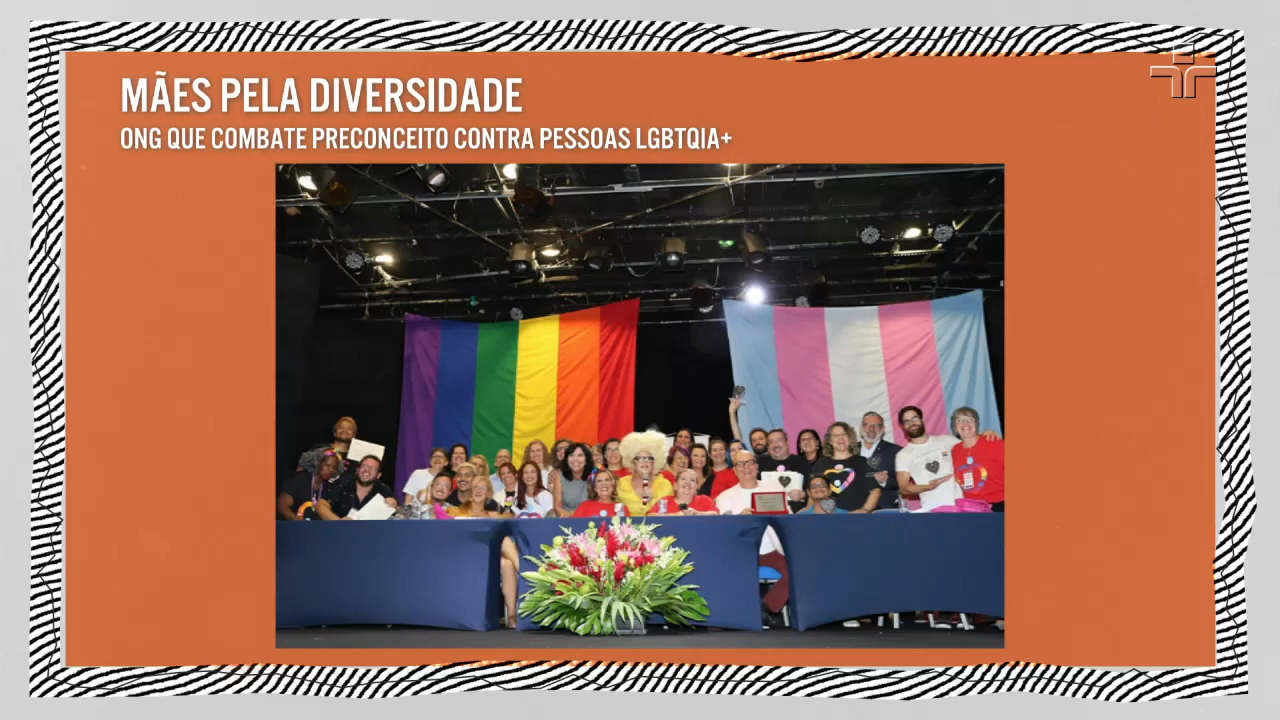 MÃES PELA DIVERSIDADE
ONG QUE COMBATE PRECONCEITO CONTRA PESSOAS LGBTQIA+